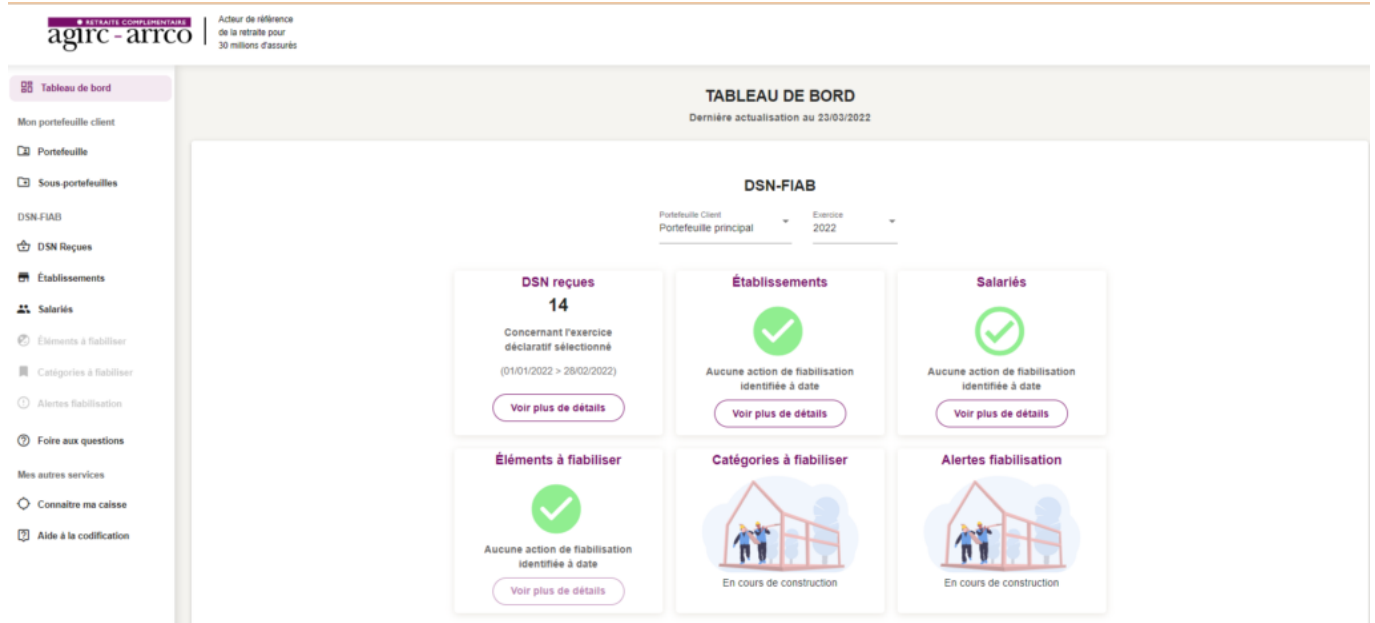 RETRAITE COMPLEMENTAIRE
agirc - arrco
Acteur de référence
de la retraite pour
30 millions d'assurés
Tableau de bord
Mon portefeuille client
Portefeuille
Sous-portefeuilles
DSN-FIAB
DSN Reçues
Établissements
Salariés
Éléments à fiabiliser
Catégories à fiabiliser
Alertes fiabilisation
Foire aux questions
Mes autres services
Connaitre ma caisse
Aide à la codification
TABLEAU DE BORD
Dernière actualisation au 23/03/2022
DSN-FIAB
Portefeuille Client
Portefeuille principal
Exercice
2022
DSN reçues
14
Concernant l'exercice
déclaratif sélectionné
(01/01/2022 > 28/02/2022)
Voir plus de détails
Établissements
Aucune action de fiabilisation
identifiée à date
Voir plus de détails
Salariés
Aucune action de fiabilisation
identifiée à date
Voir plus de détails
Éléments à fiabiliser
Aucune action de fiabilisation
identifiée à date
Voir plus de détails
Catégories à fiabiliser
En cours de construction
Alertes fiabilisation
En cours de construction